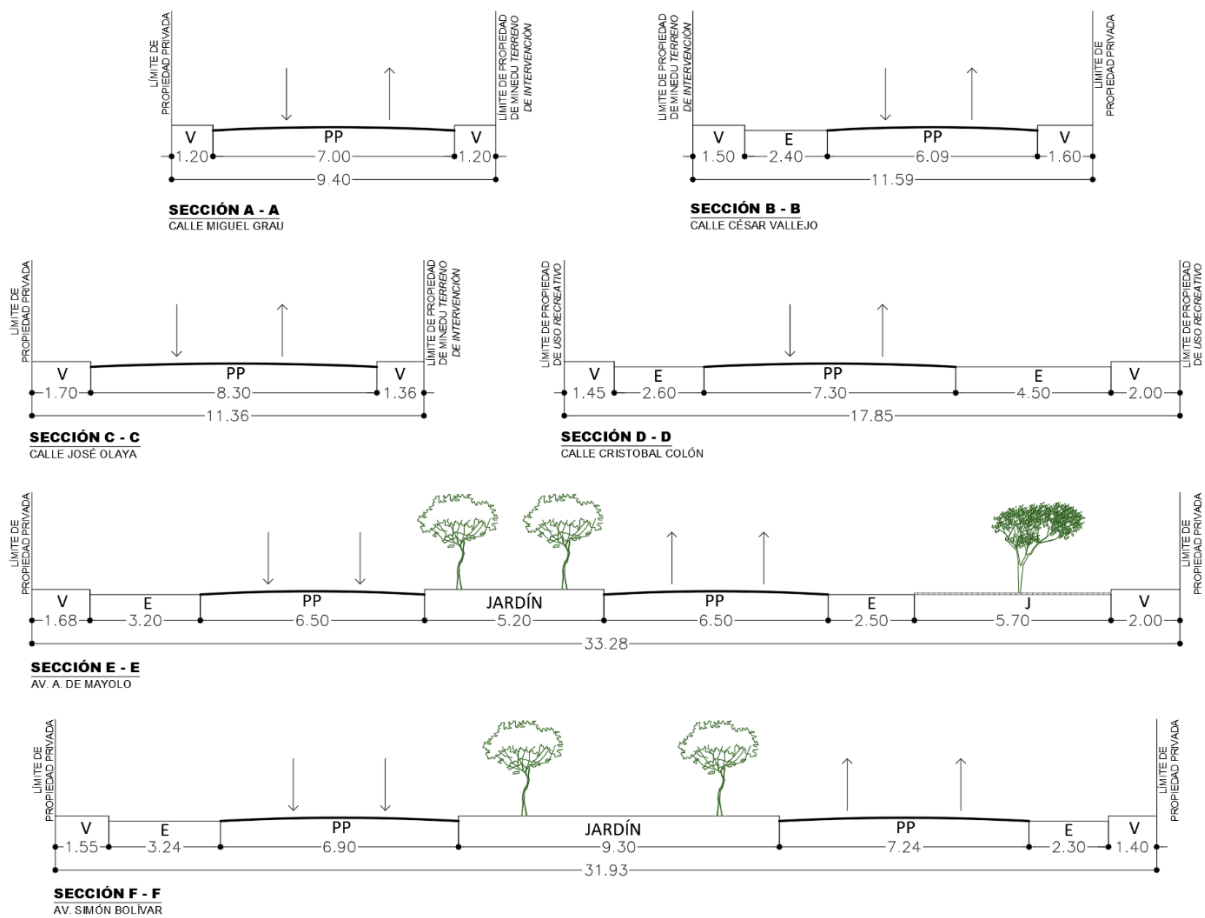 LÍMITE DE
PROPIEDAD PRIVADA
LÍMITE DE PROPIEDAD
DE MINEDU TERRENO
DE INTERVENCIÓN
V
PP
V
1.20
7.00
1.20
9.40
SECCIÓN A - A
CALLE MIGUEL GRAU
LÍMITE DE PROPIEDAD
DE MINEDU TERRENO
DE INTERVENCIÓN
LÍMITE DE
PROPIEDAD PRIVADA
V
E
PP
V
1.50
2.40
6.09
1.60
11.59
SECCIÓN B - B
CALLE CÉSAR VALLEJO
LÍMITE DE
PROPIEDAD PRIVADA
LÍMITE DE PROPIEDAD
DE MINEDU TERRENO
DE INTERVENCIÓN
V
PP
V
1.70
8.30
1.36
11.36
SECCIÓN C - C
CALLE JOSÉ OLAYA
LÍMITE DE PROPIEDAD
DE USO RECREATIVO
LÍMITE DE PROPIEDAD
DE USO RECREATIVO
V
E
PP
E
V
1.45
2.60
7.30
4.50
2.00
17.85
SECCIÓN D - D
CALLE CRISTOBAL COLÓN
LÍMITE DE
PROPIEDAD PRIVADA
LÍMITE DE
PROPIEDAD PRIVADA
V
E
PP
JARDÍN
PP
E
J
V
1.68
3.20
6.50
5.20
6.50
2.50
5.70
2.00
33.28
SECCIÓN E - E
AV. A. DE MAYOLO
LÍMITE DE
PROPIEDAD PRIVADA
LÍMITE DE
PROPIEDAD PRIVADA
V
E
PP
JARDÍN
PP
E
V
1.55
3.24
6.90
9.30
7.24
2.30
1.40
31.93
SECCIÓN F - F
AV. SIMÓN BOLÍVAR